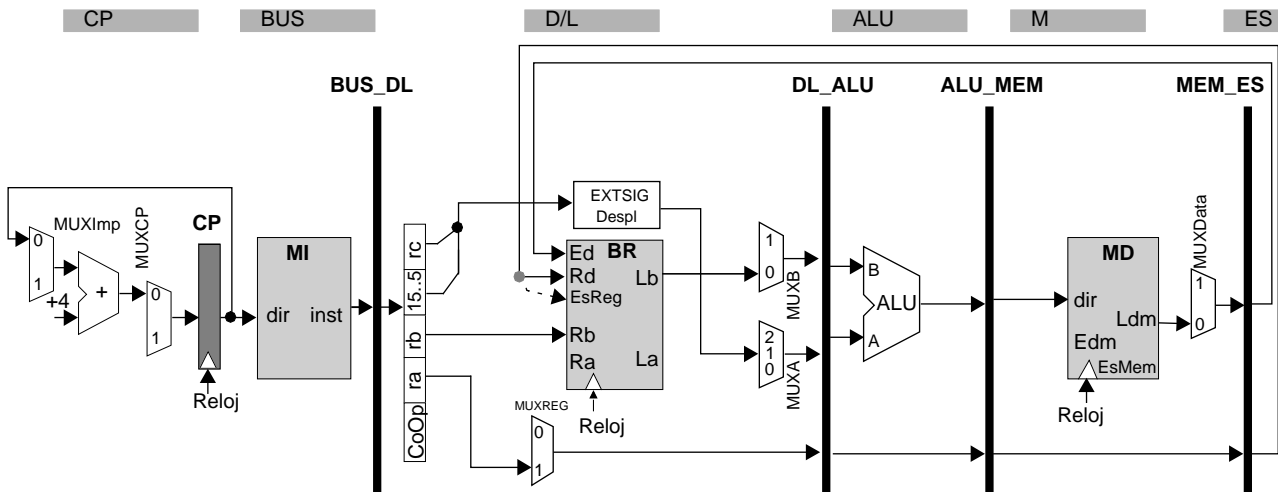 CP
BUS
D/L
ALU
M
ES
BUS_DL
DL_ALU
ALU_MEM
MEM_ES
MUXImp
MUXCP
CP
0
1
+4
+
0
1
Reloj
MI
dir
inst
rc
15..5
rb
ra
CoOp
EXTSIG
Despl
BR
Ed
Rd
EsReg
Rb
Ra
Lb
La
Reloj
MUXREG
0
1
1
0
MUXB
2
1
0
MUXA
B
ALU
A
MD
dir
Ldm
Edm
EsMem
Reloj
MUXData
1
0